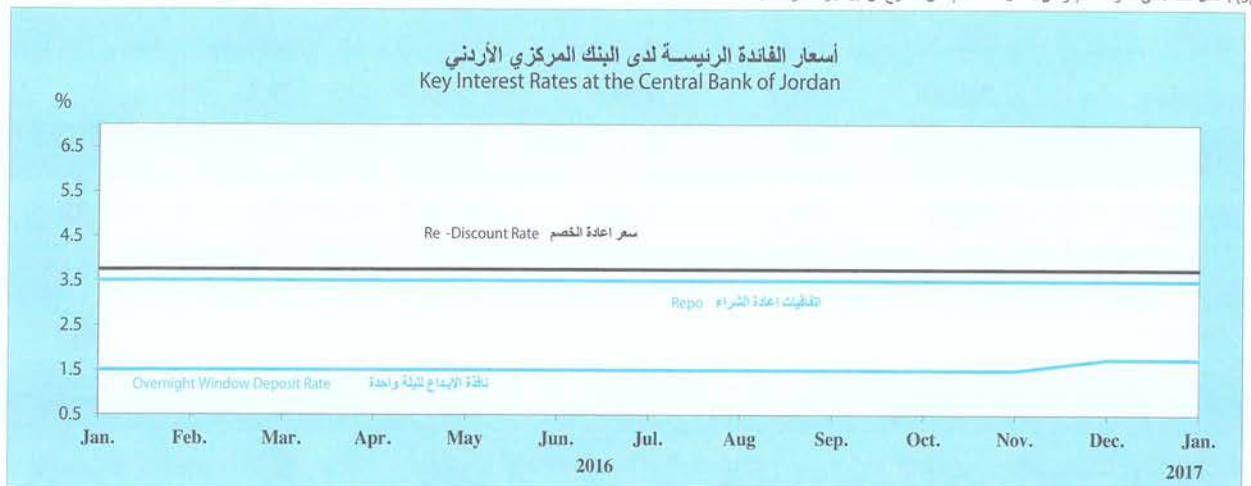 أسعار الفائدة الرئيســة لدى البنك المركزي الأردني
Key Interest Rates at the Central Bank of Jordan
%
6.5
5.5
4.5
3.5
2.5
1.5
0.5
Re -Discount Rate سعر اعادة الخصم
Repo اتفاقيات اعادة الشراء
Overnight Window Deposit Rate نافذة الايداع لليلة واحدة
Jan. Feb. Mar. Apr. May Jun. Jul. Aug Sep. Oct. Nov. Dec. Jan.
2016 2017